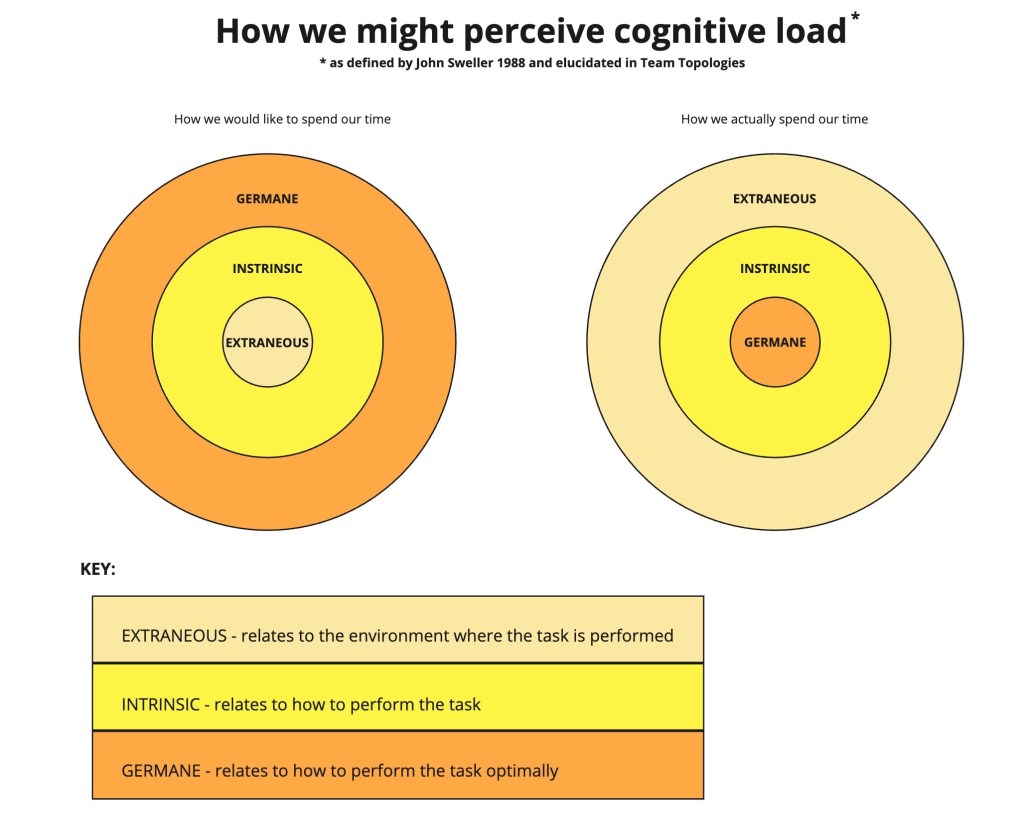 How we might perceive cognitive load*
* as defined by John Sweller 1988 and elucidated in Team Topologies
How we would like to spend our time
GERMANE
INSTRINSIC
EXTRANEOUS
How we actually spend our time
EXTRANEOUS
INSTRINSIC
GERMANE
KEY:
EXTRANEOUS - relates to the environment where the task is performed
INTRINSIC - relates to how to perform the task
GERMANE - relates to how to perform the task optimally